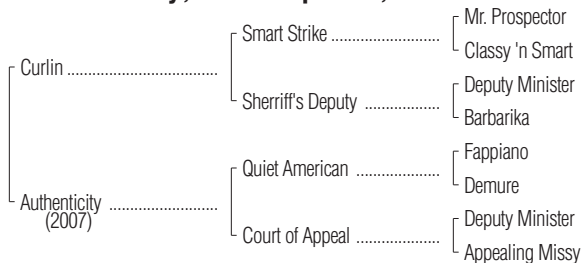 Smart Strike
Mr. Prospector
Classy 'n Smart
Curlin
Sherriff's Deputy
Deputy Minister
Barbarika
Quiet American
Fappiano
Demure
Authenticity
(2007)
Court of Appeal
Deputy Minister
Appealing Missy